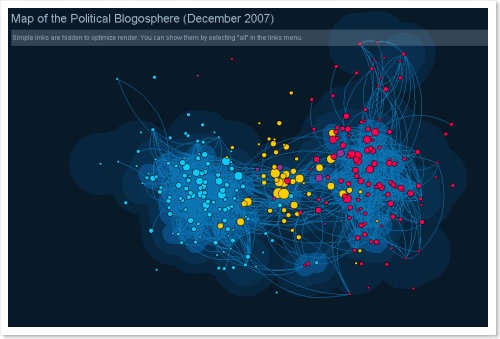 Map of the Political Blogosphere (December 2007)
Simple links are hidden to optimize render. You can show them by selecting "all" in the links menu.